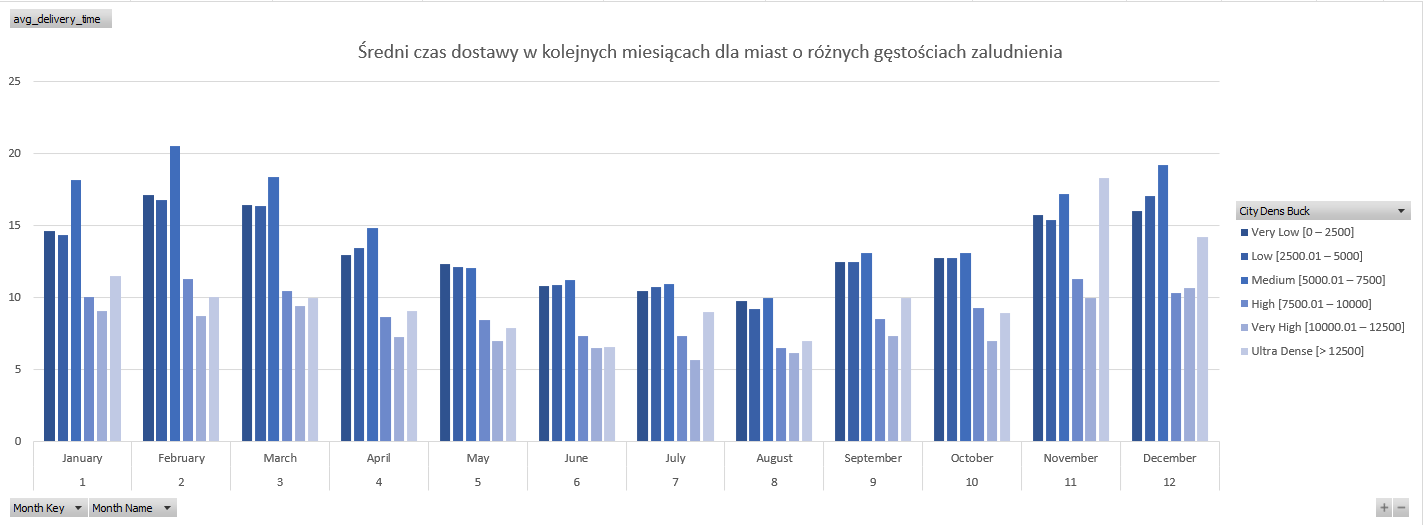 avg_delivery_time
Średni czas dostawy w kolejnych miesiącach dla miast o różnych gęstościach zaludnienia
25
20
15
10
5
0
January February March April May June July August September October November December
1 2 3 4 5 6 7 8 9 10 11 12
City Dens Buck
Very Low [0 – 2500]
Low [2500.01 – 5000]
Medium [5000.01 – 7500]
High [7500.01 – 10000]
Very High [10000.01 – 12500]
Ultra Dense [> 12500]
Month Key Month Name
+ −